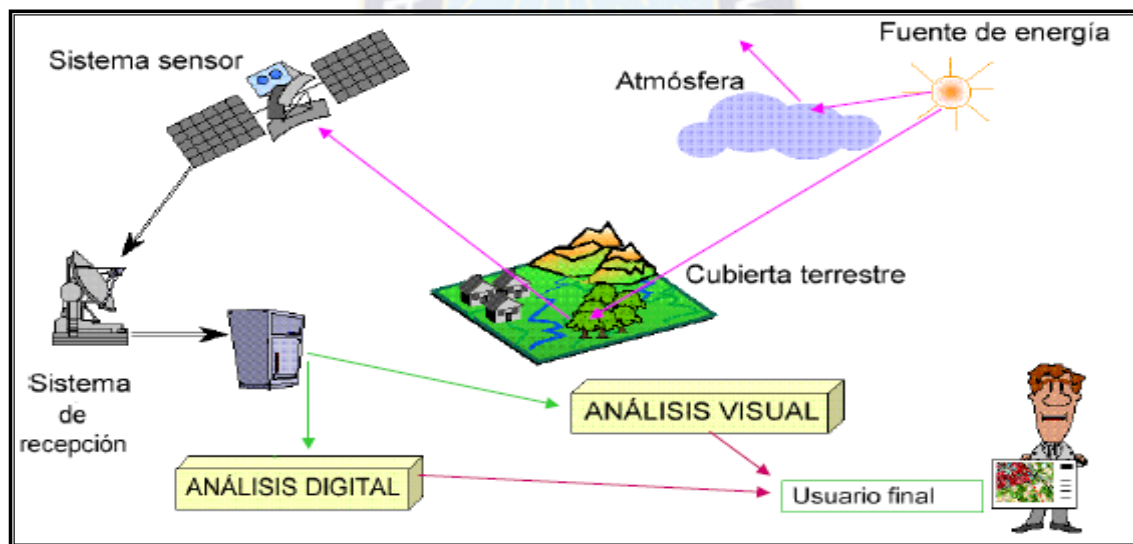 Fuente de energía
Sistema sensor
Atmósfera
Cubierta terrestre
Sistema
de
recepción
ANÁLISIS VISUAL
ANÁLISIS DIGITAL
Usuario final